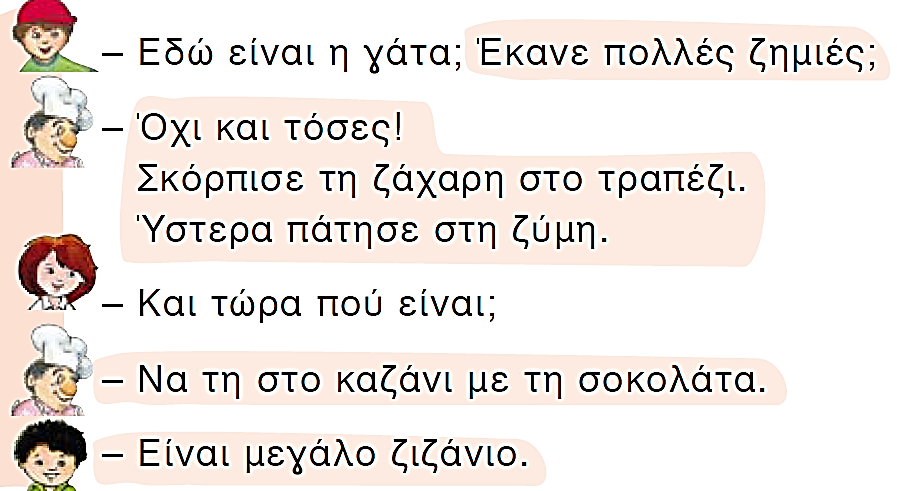 – Εδώ είναι η γάτα; Έκανε πολλές ζημιές;
– Όχι και τόσες!
Σκόρπισε τη ζάχαρη στο τραπέζι.
Ύστερα πάτησε στη ζύμη.
– Και τώρα πού είναι;
– Να τη στο καζάνι με τη σοκολάτα.
– Είναι μεγάλο ζιζάνιο.